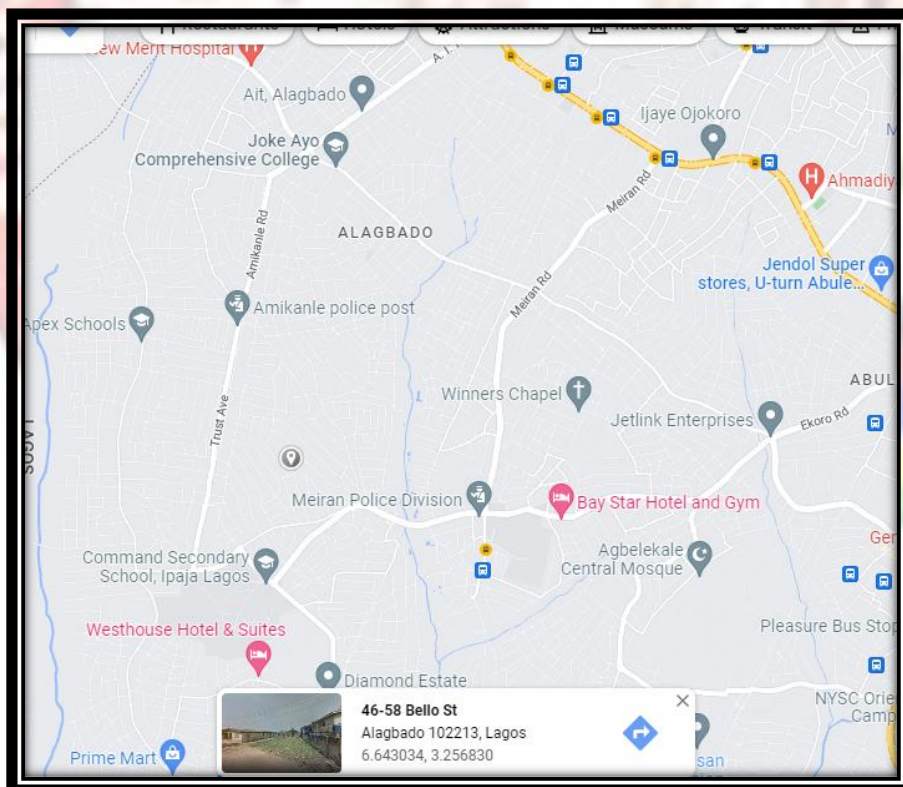 Restaurants
Hotels
Attractions
Museums
Transit
New Merit Hospital
A. I. T
Ait, Alagbado
Ijaye Ojokoro
Joke Ayo
Comprehensive College
Meiran Rd
Ahmadiy
ALAGBADO
Amikanle Rd
Jendol Super
stores, U-turn Abule...
Meiran Rd
Amikanle police post
Apex Schools
Winners Chapel
ABUL
Jetlink Enterprises
Ekoro Rd
Trust Ave
LAGOS
Meiran Police Division
Bay Star Hotel and Gym
Ger
Command Secondary
School, Ipaja Lagos
Agbelekale
Central Mosque
Westhouse Hotel & Suites
Pleasure Bus Stop
Diamond Estate
NYSC Orie
Camp
46-58 Bello St
Alagbado 102213, Lagos
6.643034, 3.256830
Prime Mart
san